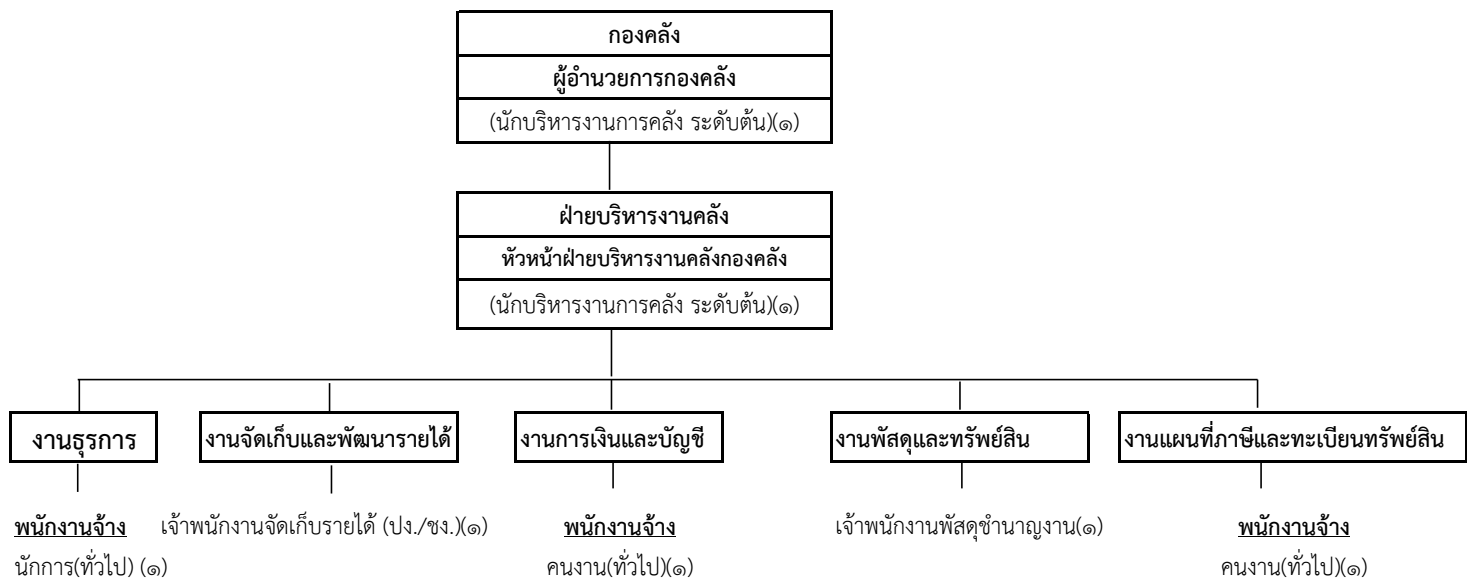 กองคลัง
ผู้อำนวยการกองคลัง
(นักบริหารงานการคลัง ระดับต้น)(๑)
ฝ่ายบริหารงานคลัง
หัวหน้าฝ่ายบริหารงานคลังกองคลัง
(นักบริหารงานการคลัง ระดับต้น)(๑)
งานธุรการ
งานจัดเก็บและพัฒนารายได้
งานการเงินและบัญชี
งานพัสดุและทรัพย์สิน
งานแผนที่ภาษีและทะเบียนทรัพย์สิน
พนักงานจ้าง
นักการ(ทั่วไป) (๑)
เจ้าพนักงานจัดเก็บรายได้ (ปง./ชง.)(๑)
พนักงานจ้าง
คนงาน(ทั่วไป)(๑)
เจ้าพนักงานพัสดุชำนาญงาน(๑)
พนักงานจ้าง
คนงาน(ทั่วไป)(๑)